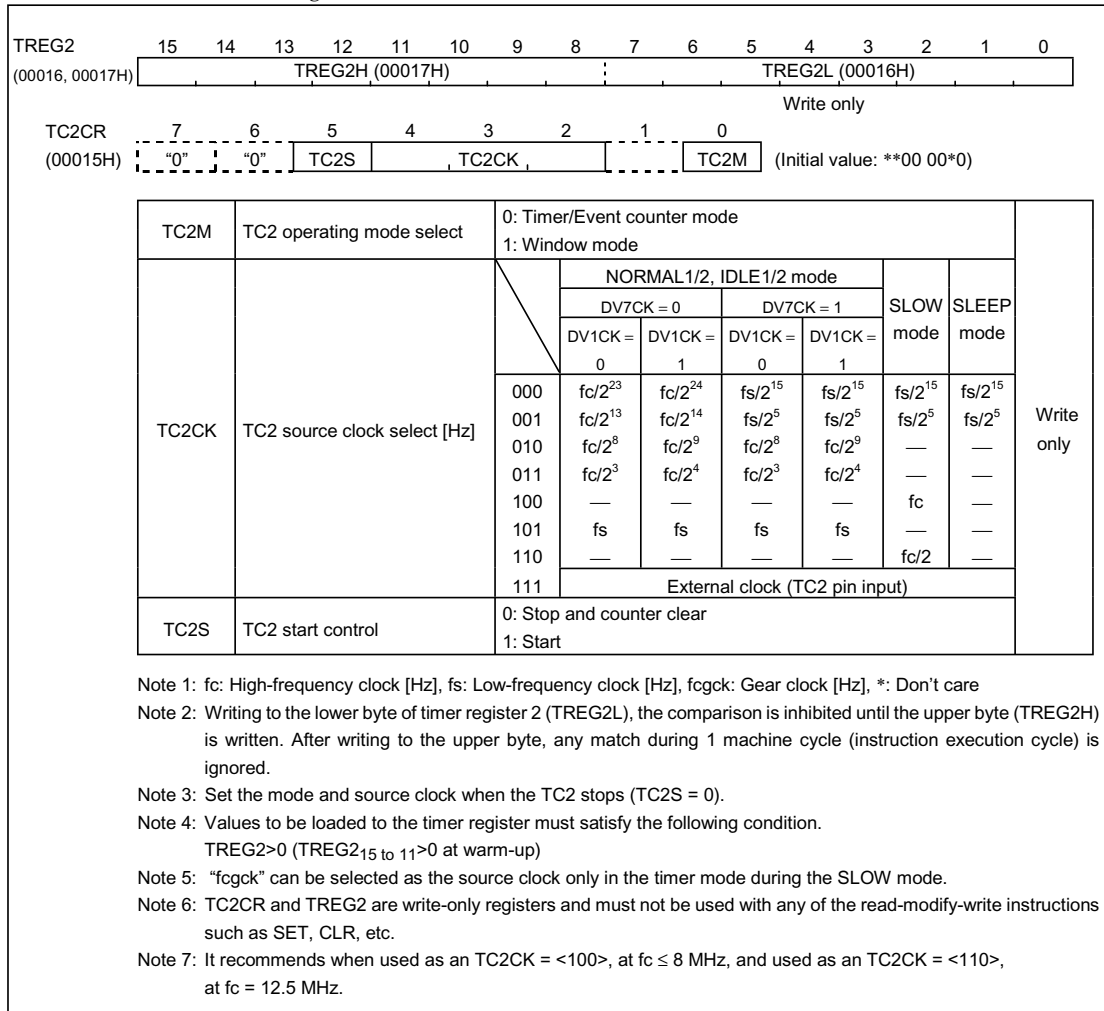 TREG2 15 14 13 12 11 10 9 8 7 6 5 4 3 2 1 0
(00016, 00017H) TREG2H (00017H) TREG2L (00016H)
Write only
TC2CR 7 6 5 4 3 2 1 0
(00015H) “0” “0” TC2S TC2CK TC2M (Initial value: **00 00*0)
TC2M TC2 operating mode select 0: Timer/Event counter mode
1: Window mode
NORMAL1/2, IDLE1/2 mode SLOW mode SLEEP mode
DV7CK = 0 DV7CK = 1
DV1CK = 0 DV1CK = 1 DV1CK = 0 DV1CK = 1
TC2CK TC2 source clock select [Hz]
000 fc/2^23 fc/2^24 fs/2^15 fs/2^15 fs/2^15 fs/2^15
001 fc/2^13 fc/2^14 fs/2^5 fs/2^5 fs/2^5 fs/2^5
010 fc/2^8 fc/2^9 fc/2^8 fc/2^9 — —
011 fc/2^3 fc/2^4 fc/2^3 fc/2^4 — —
100 — — — — fc —
101 fs fs fs fs — —
110 — — — — fc/2 —
111 External clock (TC2 pin input)
Write only
TC2S TC2 start control 0: Stop and counter clear
1: Start
Note 1: fc: High-frequency clock [Hz], fs: Low-frequency clock [Hz], fcgck: Gear clock [Hz], *: Don’t care
Note 2: Writing to the lower byte of timer register 2 (TREG2L), the comparison is inhibited until the upper byte (TREG2H)
is written. After writing to the upper byte, any match during 1 machine cycle (instruction execution cycle) is
ignored.
Note 3: Set the mode and source clock when the TC2 stops (TC2S = 0).
Note 4: Values to be loaded to the timer register must satisfy the following condition.
TREG2>0 (TREG2 15 to 11>0 at warm-up)
Note 5: “fcgck” can be selected as the source clock only in the timer mode during the SLOW mode.
Note 6: TC2CR and TREG2 are write-only registers and must not be used with any of the read-modify-write instructions
such as SET, CLR, etc.
Note 7: It recommends when used as an TC2CK = <100>, at fc ≤ 8 MHz, and used as an TC2CK = <110>,
at fc = 12.5 MHz.